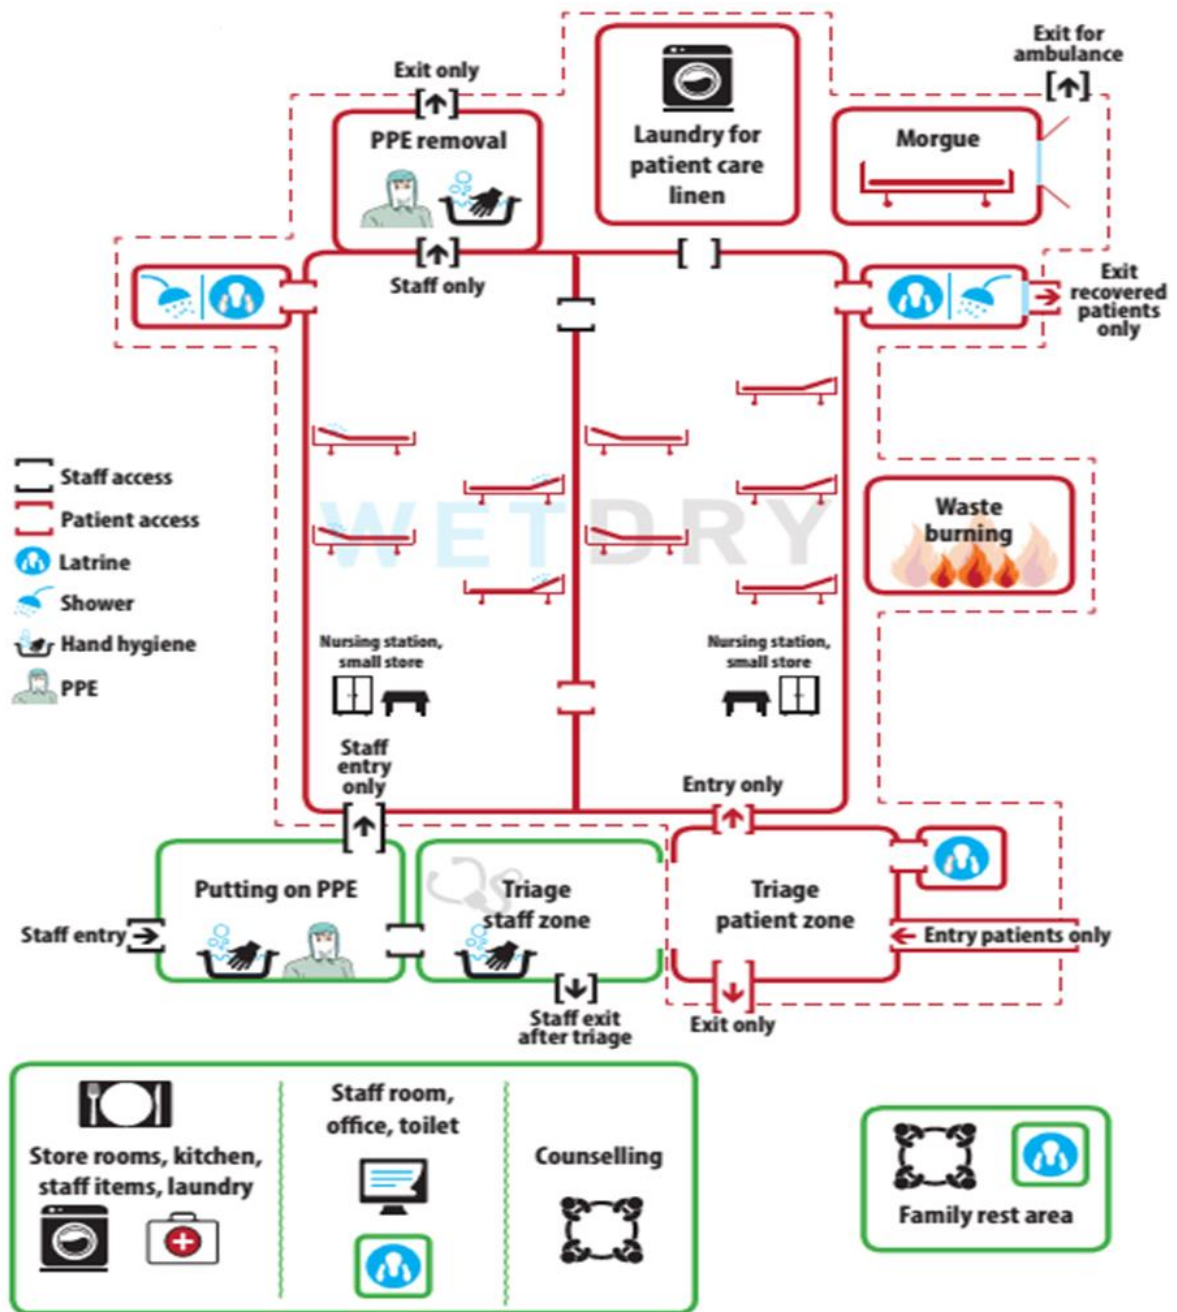 Exit for
ambulance
Exit only
PPE removal
Laundry for
patient care
linen
Morgue
Staff only
Exit
recovered
patients
only
Staff access
Patient access
Latrine
Shower
Hand hygiene
PPE
WET DRY
Waste
burning
Nursing station,
small store
Nursing station,
small store
Staff
entry
only
Entry only
Putting on PPE
Triage
staff zone
Triage
patient zone
Staff entry
Entry patients only
Staff exit
after triage
Exit only
Store rooms, kitchen,
staff items, laundry
Staff room,
office, toilet
Counselling
Family rest area